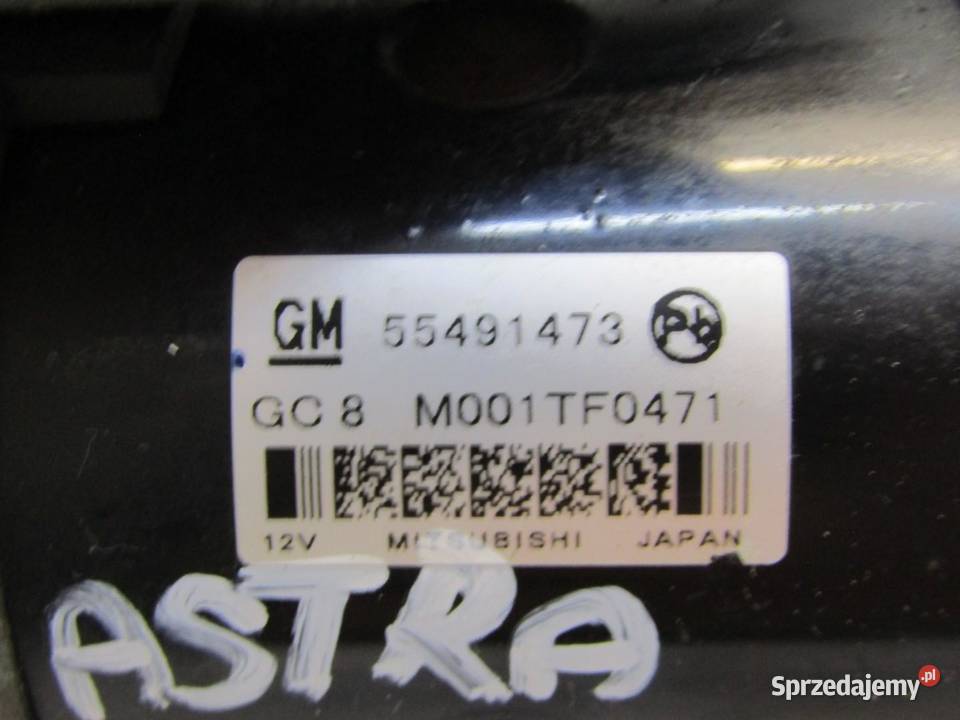 GM 55491473 Pb
GC 8 M001TF0471
12V MITSUBISHI JAPAN
ASTRA
Sprzedajemy.pl